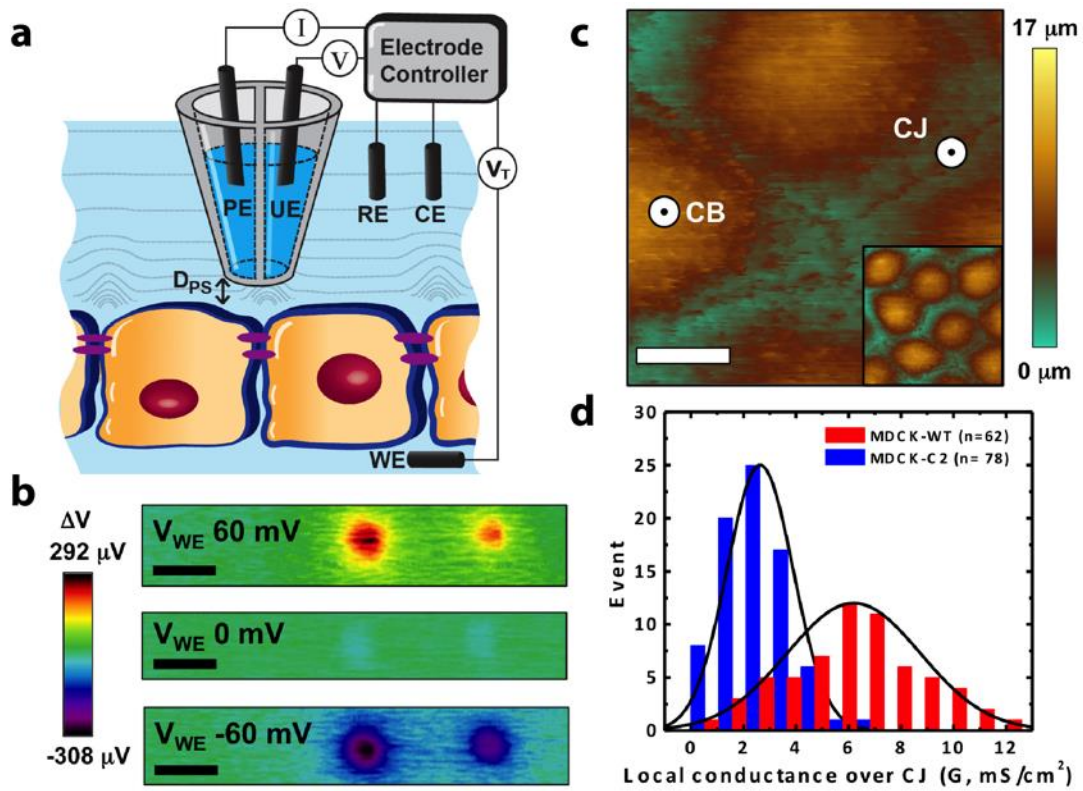 a
I
V
Electrode
Controller
V_T
PE
UE
RE
CE
D_PS
WE
b
ΔV
292 μV
-308 μV
V_WE 60 mV
V_WE 0 mV
V_WE -60 mV
c
17 μm
CJ
CB
0 μm
d
30
25
20
15
10
5
0
Event
MDCK-WT (n=62)
MDCK-C2 (n= 78)
0 2 4 6 8 10 12
Local conductance over CJ (G, mS/cm²)